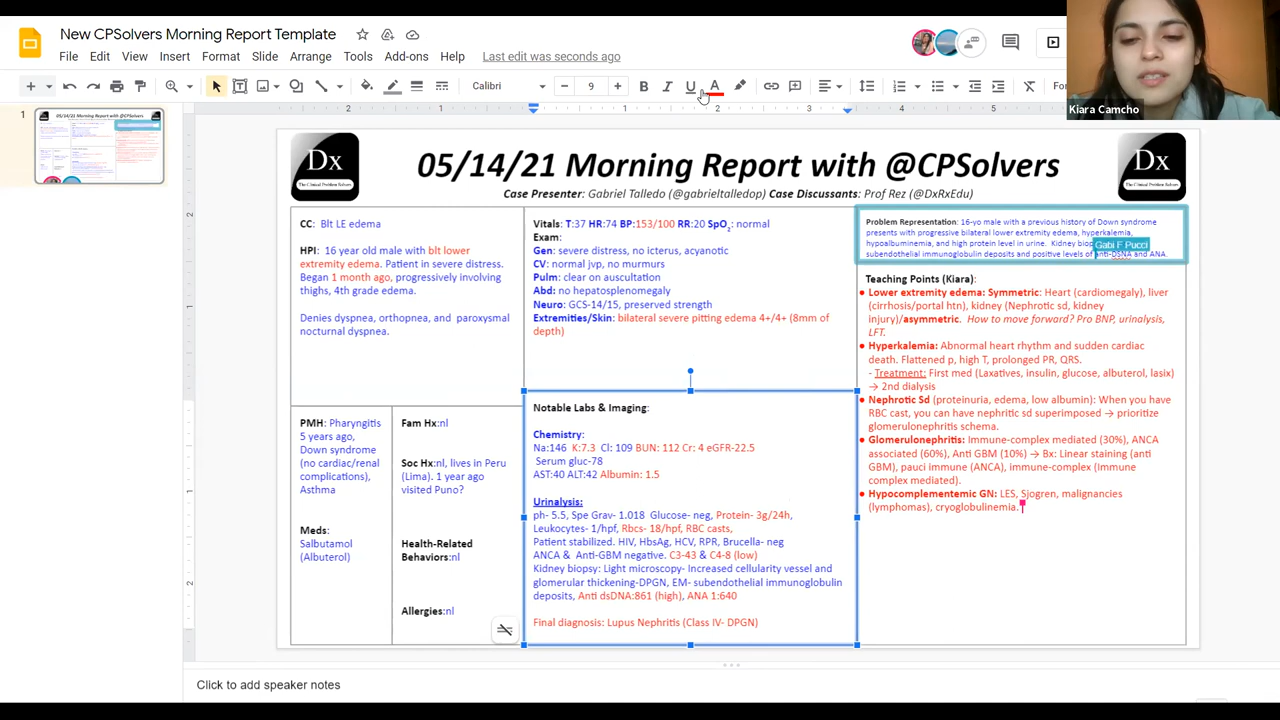 New CPSolvers Morning Report Template
File Edit View Insert Format Slide Arrange Tools Add-ons Help Last edit was seconds ago
Calibri
9
Kiara Camcho
2 1 1 2 4 5
1
05/14/21 Morning Report with @CPSolvers
Case Presenter: Gabriel Talledo (@gabrieltalledop) Case Discussants: Prof Rez (@DxRxEdu)
Dx
The Clinical Problem Solvers
Dx
The Clinical Problem Solvers
CC: Blt LE edema
HPI: 16 year old male with blt lower
extremity edema. Patient in severe distress.
Began 1 month ago, progressively involving
thighs, 4th grade edema.
Denies dyspnea, orthopnea, and paroxysmal
nocturnal dyspnea.
PMH: Pharyngitis
5 years ago,
Down syndrome
(no cardiac/renal
complications),
Asthma
Meds:
Salbutamol
(Albuterol)
Fam Hx:nl
Soc Hx:nl, lives in Peru
(Lima). 1 year ago
visited Puno?
Health-Related
Behaviors:nl
Allergies:nl
Vitals: T:37 HR:74 BP:153/100 RR:20 SpO2: normal
Exam:
Gen: severe distress, no icterus, acyanotic
CV: normal jvp, no murmurs
Pulm: clear on auscultation
Abd: no hepatosplenomegaly
Neuro: GCS-14/15, preserved strength
Extremities/Skin: bilateral severe pitting edema 4+/4+ (8mm of
depth)
Notable Labs & Imaging:
Chemistry:
Na:146 K:7.3 Cl: 109 BUN: 112 Cr: 4 eGFR-22.5
Serum gluc-78
AST:40 ALT:42 Albumin: 1.5
Urinalysis:
ph- 5.5, Spe Grav- 1.018 Glucose- neg, Protein- 3g/24h,
Leukocytes- 1/hpf, Rbcs- 18/hpf, RBC casts,
Patient stabilized. HIV, HbsAg, HCV, RPR, Brucella- neg
ANCA & Anti-GBM negative. C3-43 & C4-8 (low)
Kidney biopsy: Light microscopy- Increased cellularity vessel and
glomerular thickening-DPGN, EM- subendothelial immunoglobulin
deposits, Anti dsDNA:861 (high), ANA 1:640
Final diagnosis: Lupus Nephritis (Class IV- DPGN)
Problem Representation: 16-yo male with a previous history of Down syndrome
presents with progressive bilateral lower extremity edema, hyperkalemia,
hypoalbuminemia, and high protein level in urine. Kidney bio
Gabi F Pucci
subendothelial immunoglobulin deposits and positive levels of anti-DSNA and ANA.
Teaching Points (Kiara):
Lower extremity edema: Symmetric: Heart (cardiomegaly), liver
(cirrhosis/portal htn), kidney (Nephrotic sd, kidney
injury)/asymmetric. How to move forward? Pro BNP, urinalysis,
LFT.
Hyperkalemia: Abnormal heart rhythm and sudden cardiac
death. Flattened p, high T, prolonged PR, QRS.
- Treatment: First med (Laxatives, insulin, glucose, albuterol, lasix)
→ 2nd dialysis
Nephrotic Sd (proteinuria, edema, low albumin): When you have
RBC cast, you can have nephritic sd superimposed → prioritize
glomerulonephritis schema.
Glomerulonephritis: Immune-complex mediated (30%), ANCA
associated (60%), Anti GBM (10%) → Bx: Linear staining (anti
GBM), pauci immune (ANCA), immune-complex (Immune
complex mediated).
Hypocomplementemic GN: LES, Sjogren, malignancies
(lymphomas), cryoglobulinemia.
Click to add speaker notes